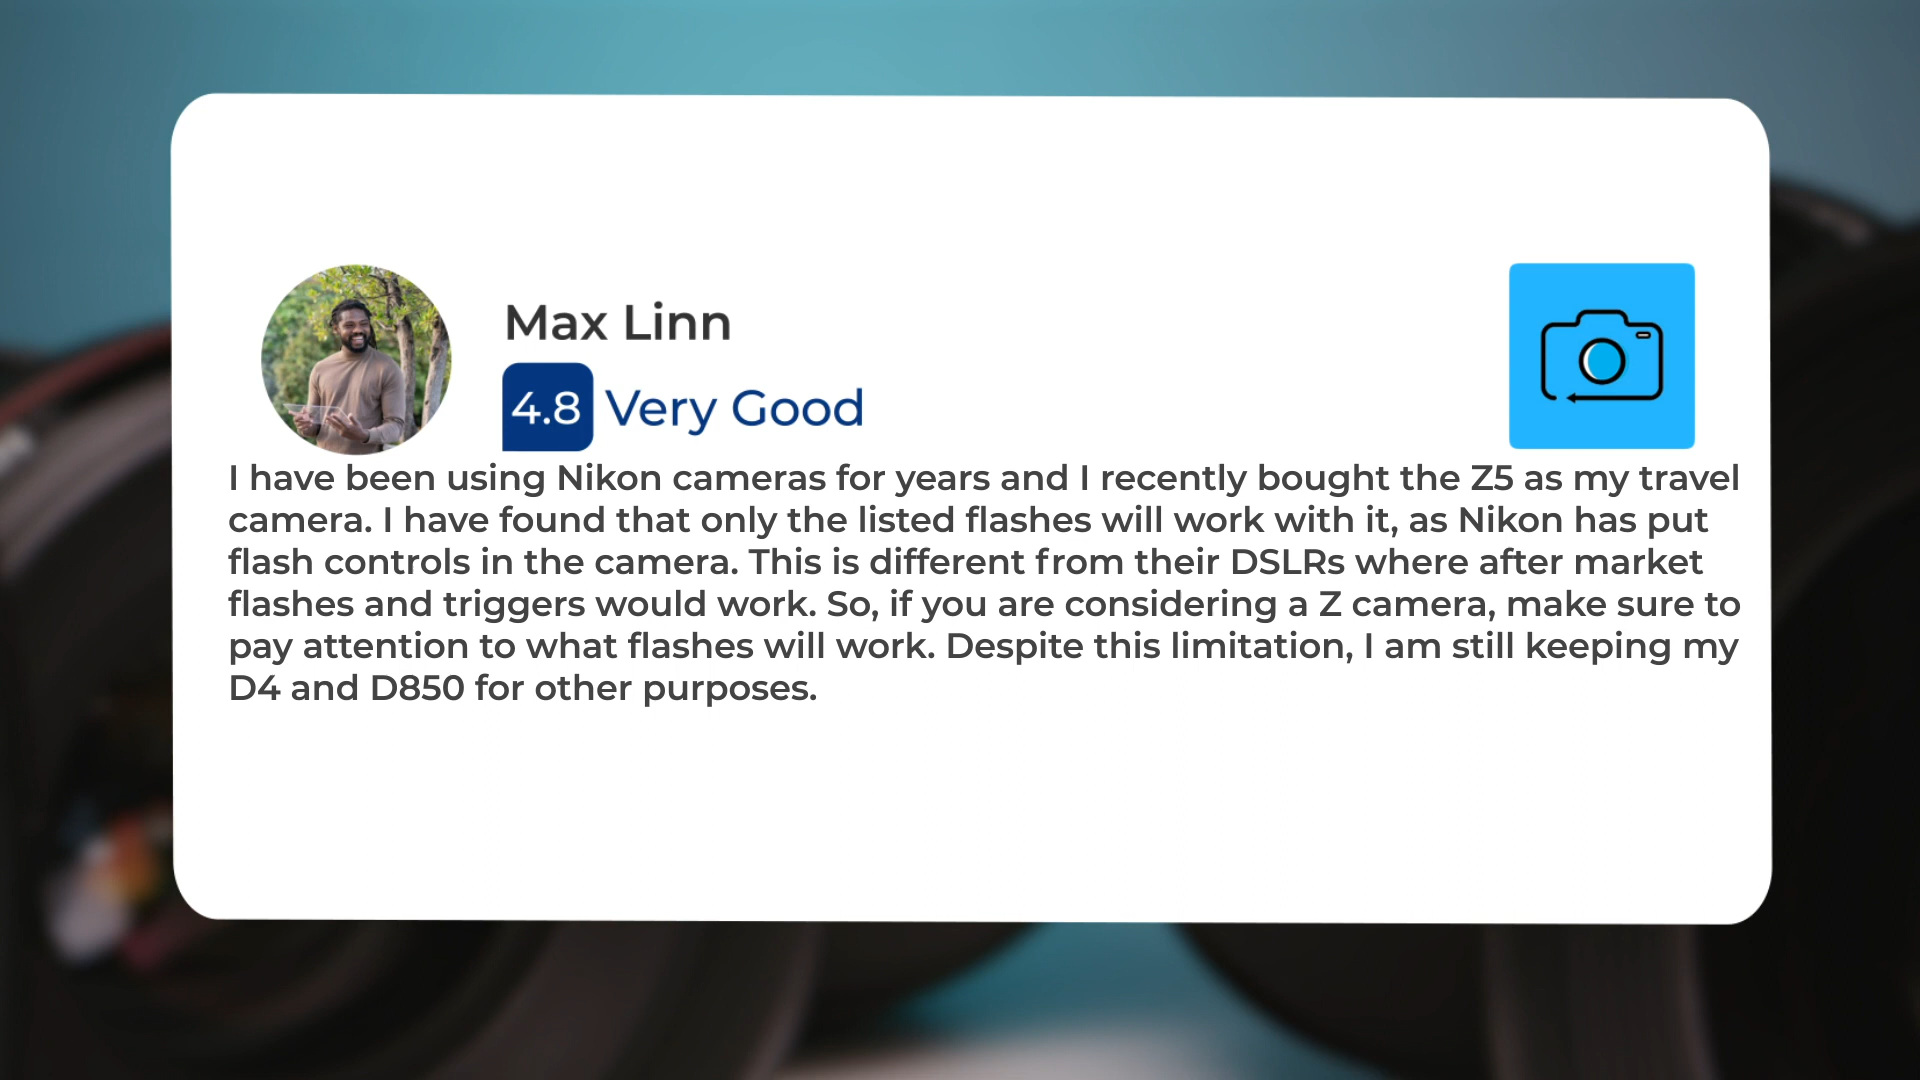 Max Linn
4.8 Very Good
I have been using Nikon cameras for years and I recently bought the Z5 as my travel
camera. I have found that only the listed flashes will work with it, as Nikon has put
flash controls in the camera. This is different from their DSLRs where after market
flashes and triggers would work. So, if you are considering a Z camera, make sure to
pay attention to what flashes will work. Despite this limitation, I am still keeping my
D4 and D850 for other purposes.